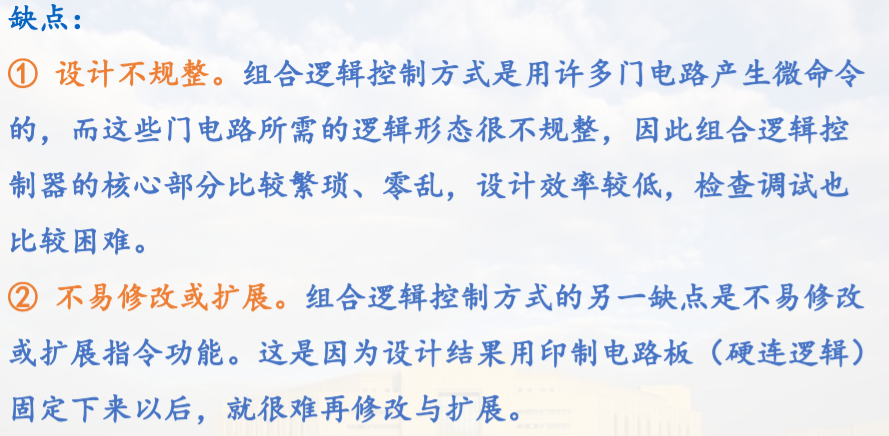 缺点：
① 设计不规整。组合逻辑控制方式是用许多门电路产生微命令
的，而这些门电路所需的逻辑形态很不规整，因此组合逻辑控
制器的核心部分比较繁琐、零乱，设计效率较低，检查调试也
比较困难。
② 不易修改或扩展。组合逻辑控制方式的另一缺点是不易修改
或扩展指令功能。这是因为设计结果用印制电路板（硬连逻辑）
固定下来以后，就很难再修改与扩展。